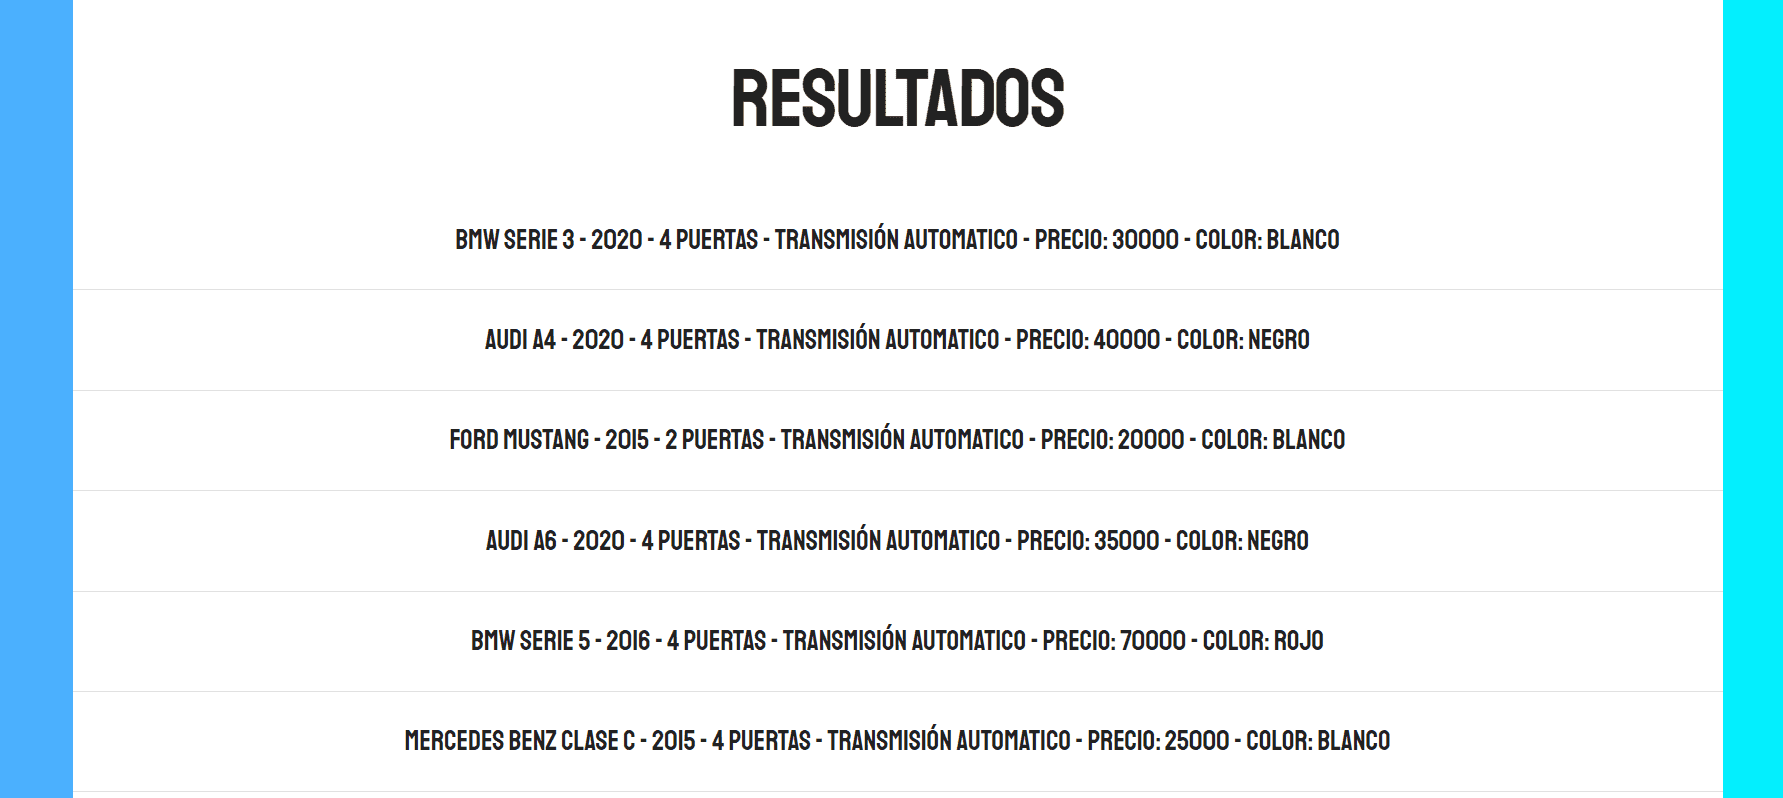 RESULTADOS
BMW SERIE 3 - 2020 - 4 PUERTAS - TRANSMISIÓN AUTOMATICO - PRECIO: 30000 - COLOR: BLANCO
AUDI A4 - 2020 - 4 PUERTAS - TRANSMISIÓN AUTOMATICO - PRECIO: 40000 - COLOR: NEGRO
FORD MUSTANG - 2015 - 2 PUERTAS - TRANSMISIÓN AUTOMATICO - PRECIO: 20000 - COLOR: BLANCO
AUDI A6 - 2020 - 4 PUERTAS - TRANSMISIÓN AUTOMATICO - PRECIO: 35000 - COLOR: NEGRO
BMW SERIE 5 - 2016 - 4 PUERTAS - TRANSMISIÓN AUTOMATICO - PRECIO: 70000 - COLOR: ROJO
MERCEDES BENZ CLASE C - 2015 - 4 PUERTAS - TRANSMISIÓN AUTOMATICO - PRECIO: 25000 - COLOR: BLANCO